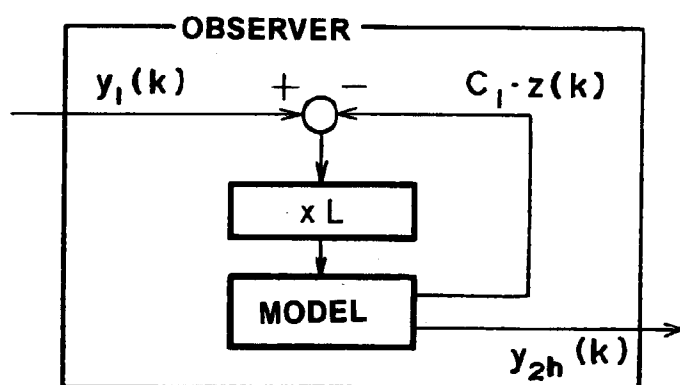 OBSERVER
y₁(k) + − C₁·z(k)
x L
MODEL
y₂ₕ(k)